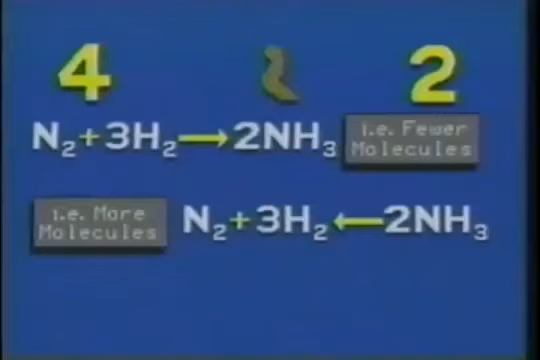 4 2
N₂+3H₂→2NH₃ i.e. Fewer Molecules
i.e. More Molecules N₂+3H₂←2NH₃